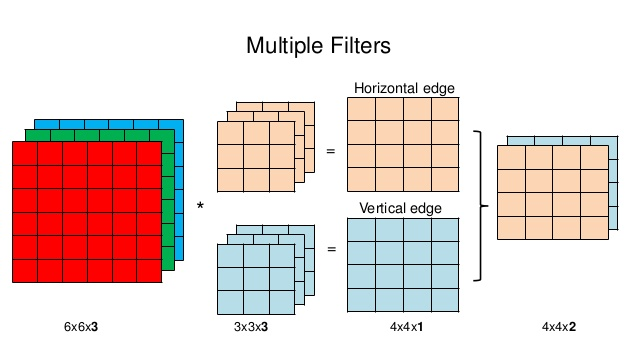 Multiple Filters
Horizontal edge
=
*
Vertical edge
=
6x6x3
3x3x3
4x4x1
4x4x2